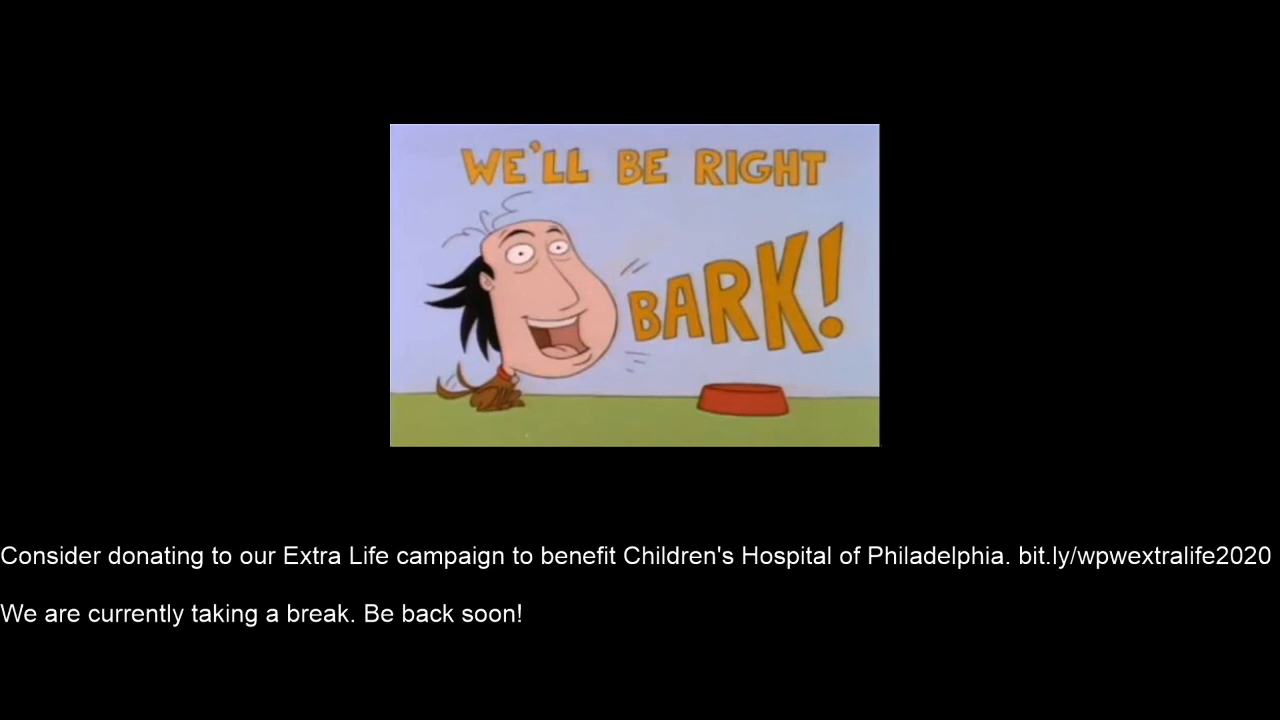 WE'LL BE RIGHT
BARK!
Consider donating to our Extra Life campaign to benefit Children's Hospital of Philadelphia. bit.ly/wpwextralife2020
We are currently taking a break. Be back soon!